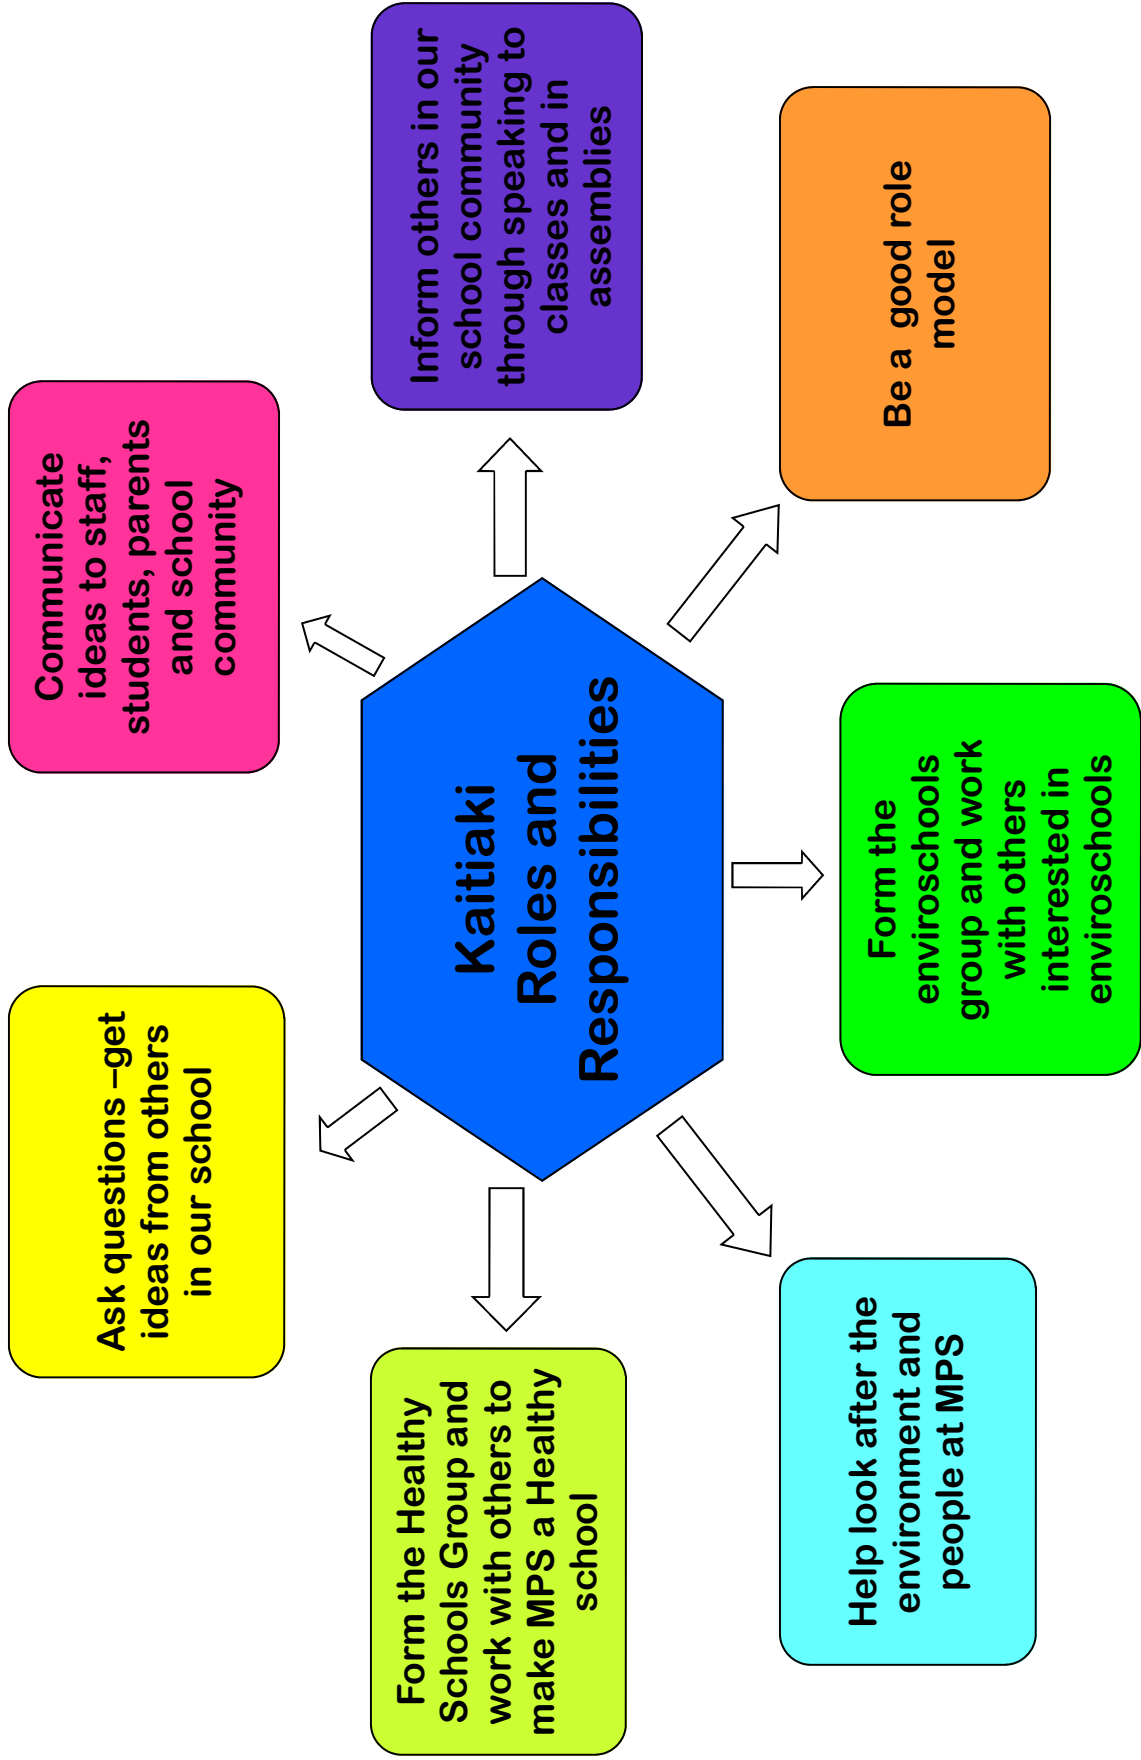 Ask questions –get
ideas from others
in our school
Communicate
ideas to staff,
students, parents
and school
community
Form the Healthy
Schools Group and
work with others to
make MPS a Healthy
school
Kaitiaki
Roles and
Responsibilities
Inform others in our
school community
through speaking to
classes and in
assemblies
Help look after the
environment and
people at MPS
Form the
enviroschools
group and work
with others
interested in
enviroschools
Be a  good role
model